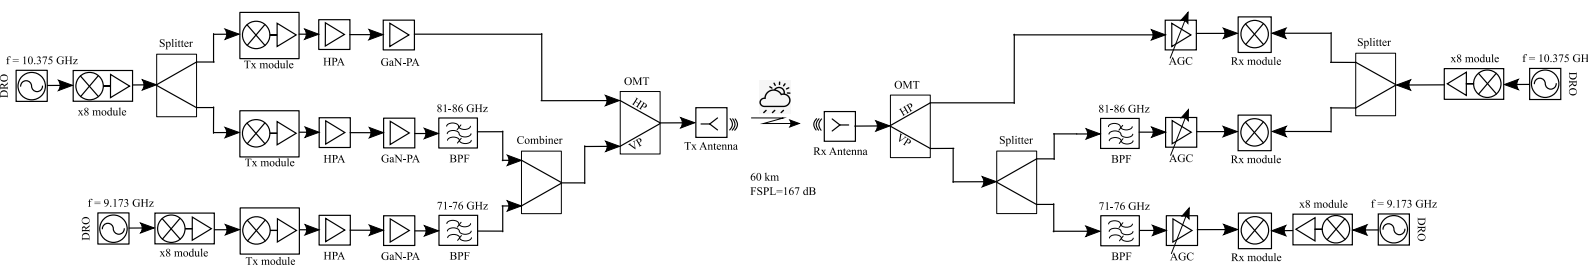 f = 10.375 GHz
DRO
x8 module
Splitter
Tx module
HPA
GaN-PA
Tx module
HPA
GaN-PA
81-86 GHz
BPF
Combiner
f = 9.173 GHz
DRO
x8 module
Tx module
HPA
GaN-PA
71-76 GHz
BPF
OMT
HP
VP
Tx Antenna
60 km
FSPL=167 dB
Rx Antenna
OMT
HP
VP
Splitter
AGC
Rx module
81-86 GHz
BPF
AGC
Rx module
71-76 GHz
BPF
AGC
Rx module
x8 module
f = 9.173 GHz
DRO
Splitter
x8 module
f = 10.375 GH
DRO